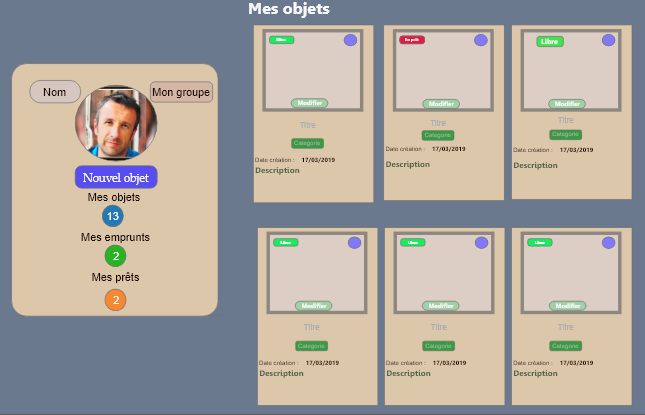 Mes objets
Nom
Mon groupe
Nouvel objet
Mes objets
13
Mes emprunts
2
Mes prêts
2
Libre
Modifier
Titre
Categorie
Date création : 17/03/2019
Description
En prêt
Modifier
Titre
Categorie
Date création : 17/03/2019
Description
Libre
Modifier
Titre
Categorie
Date création : 17/03/2019
Description
Libre
Modifier
Titre
Categorie
Date création : 17/03/2019
Description
Libre
Modifier
Titre
Categorie
Date création : 17/03/2019
Description
Libre
Modifier
Titre
Categorie
Date création : 17/03/2019
Description